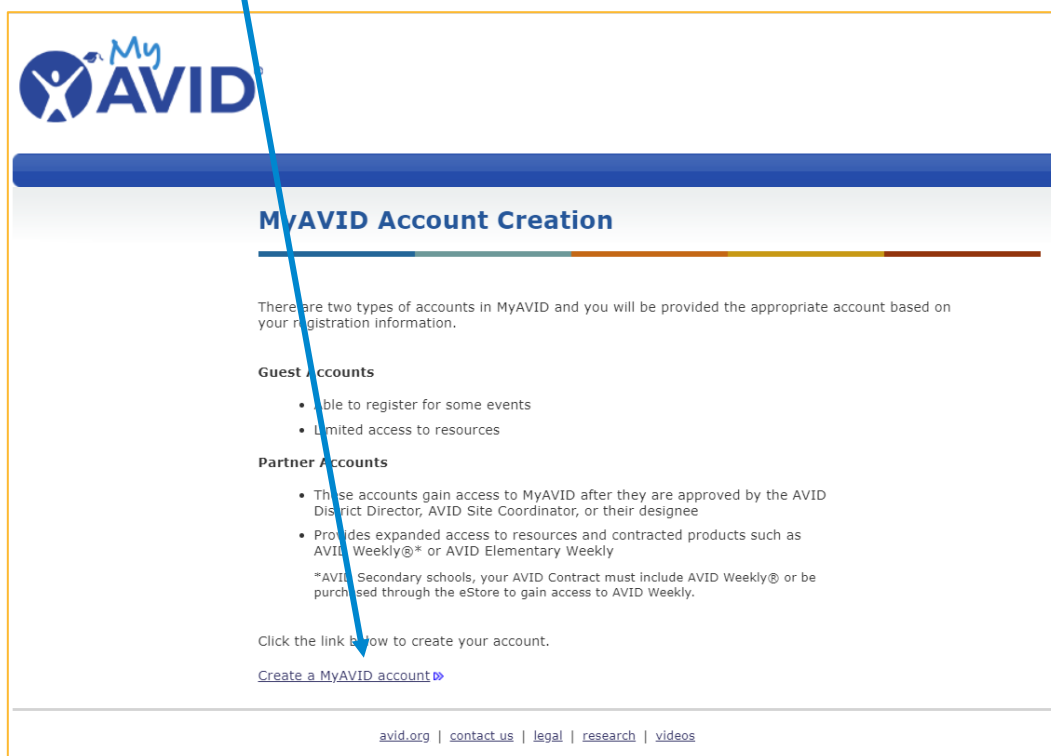 My
AVID
MyAVID Account Creation
There are two types of accounts in MyAVID and you will be provided the appropriate account based on
your registration information.
Guest Accounts
• Able to register for some events
• Limited access to resources
Partner Accounts
• These accounts gain access to MyAVID after they are approved by the AVID
District Director, AVID Site Coordinator, or their designee
• Provides expanded access to resources and contracted products such as
AVID Weekly®* or AVID Elementary Weekly
*AVID Secondary schools, your AVID Contract must include AVID Weekly® or be
purchased through the eStore to gain access to AVID Weekly.
Click the link below to create your account.
Create a MyAVID account
avid.org | contact us | legal | research | videos